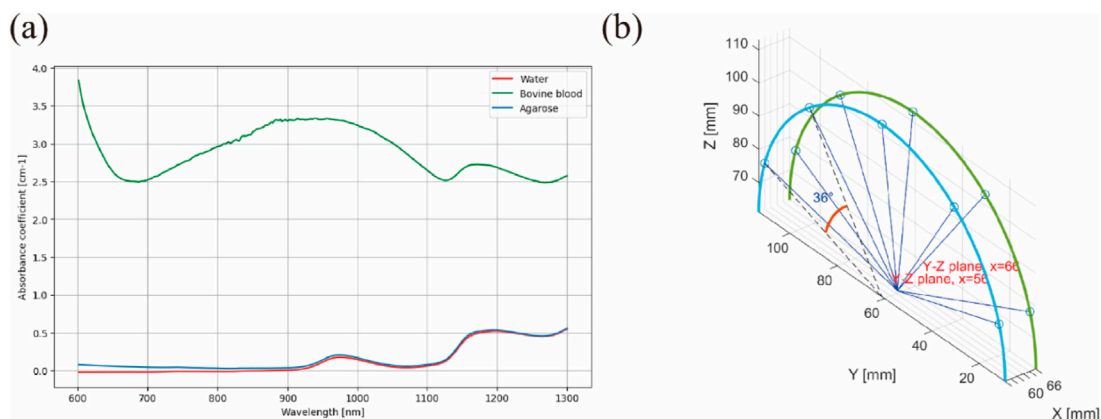 (a)
(b)
4.0
3.5
3.0
2.5
2.0
1.5
1.0
0.5
0.0
Absorbance coefficient [cm-1]
Water
Bovine blood
Agarose
600 700 800 900 1000 1100 1200 1300
Wavelength [nm]
110
100
90
80
70
Z [mm]
36°
Y-Z plane, x=66
Y-Z plane, x=56
100
80
60
40
20
Y [mm]
60 66
X [mm]